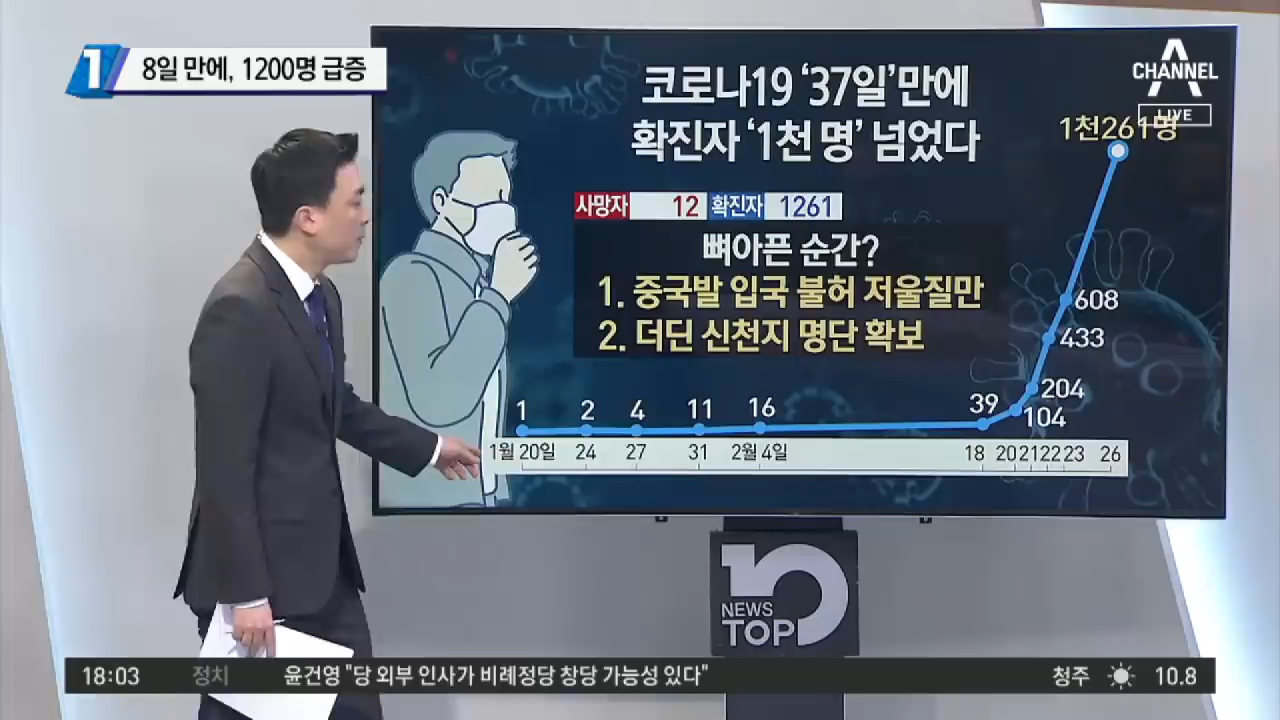 1 8일 만에, 1200명 급증
CHANNEL A
LIVE
코로나19 ‘37일’만에
확진자 ‘1천 명’ 넘었다
1천261명
사망자 12 확진자 1261
뼈아픈 순간?
1. 중국발 입국 불허 저울질만
2. 더딘 신천지 명단 확보
608
433
204
104
1 2 4 11 16 39
1월 20일 24 27 31 2월 4일 18 20 21 22 23 26
NEWS
TOP10
18:03 정치 윤건영 "당 외부 인사가 비례정당 창당 가능성 있다" 청주 10.8